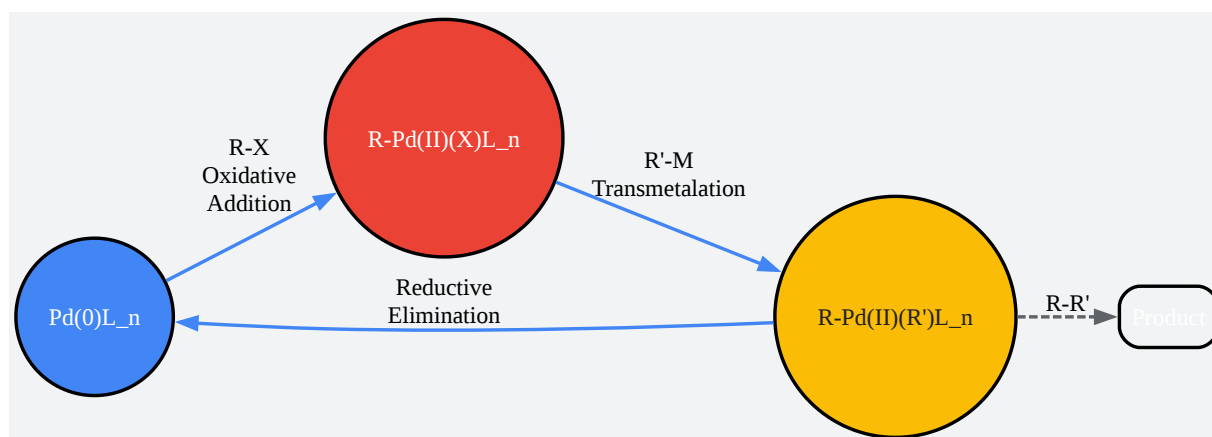 R-Pd(II)(X)L_n
R-X
Oxidative
Addition
R'-M
Transmetalation
Reductive
Elimination
Pd(0)L_n
R-Pd(II)(R')L_n
R-R'
Product